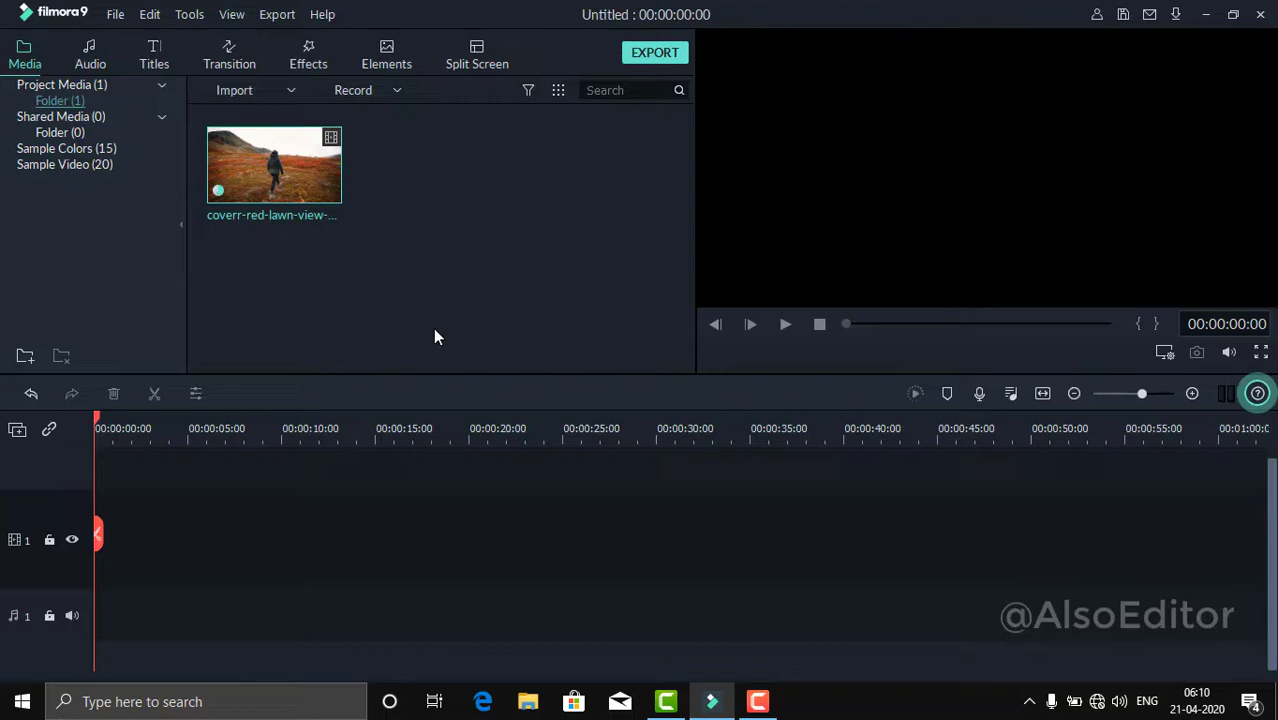 filmora9 File Edit Tools View Export Help Untitled : 00:00:00:00
Media Audio Titles Transition Effects Elements Split Screen EXPORT
Project Media (1)
Folder (1)
Shared Media (0)
Folder (0)
Sample Colors (15)
Sample Video (20)
Import Record Search
coverr-red-lawn-view-...
{ } 00:00:00:00
00:00:00:00 00:00:05:00 00:00:10:00 00:00:15:00 00:00:20:00 00:00:25:00 00:00:30:00 00:00:35:00 00:00:40:00 00:00:45:00 00:00:50:00 00:00:55:00 00:01:00:0
1
1
@AlsoEditor
Type here to search
ENG
06:10
21-04-2020
4